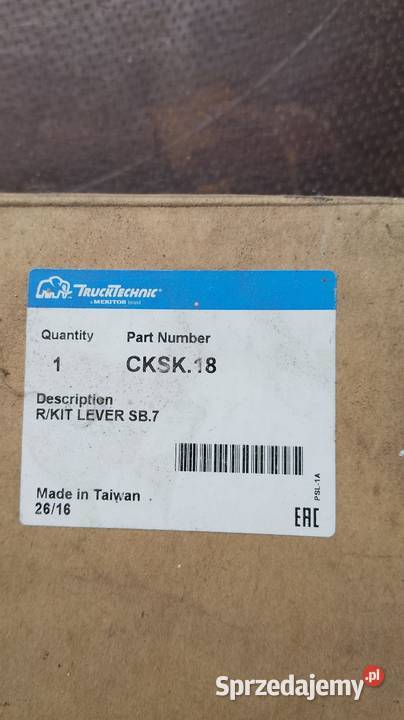 TRUCKTECHNIC®
a MERITOR brand
Quantity Part Number
1 CKSK.18
Description
R/KIT LEVER SB.7
PSL-1A
Made in Taiwan
26/16
EAC
Sprzedajemy.pl